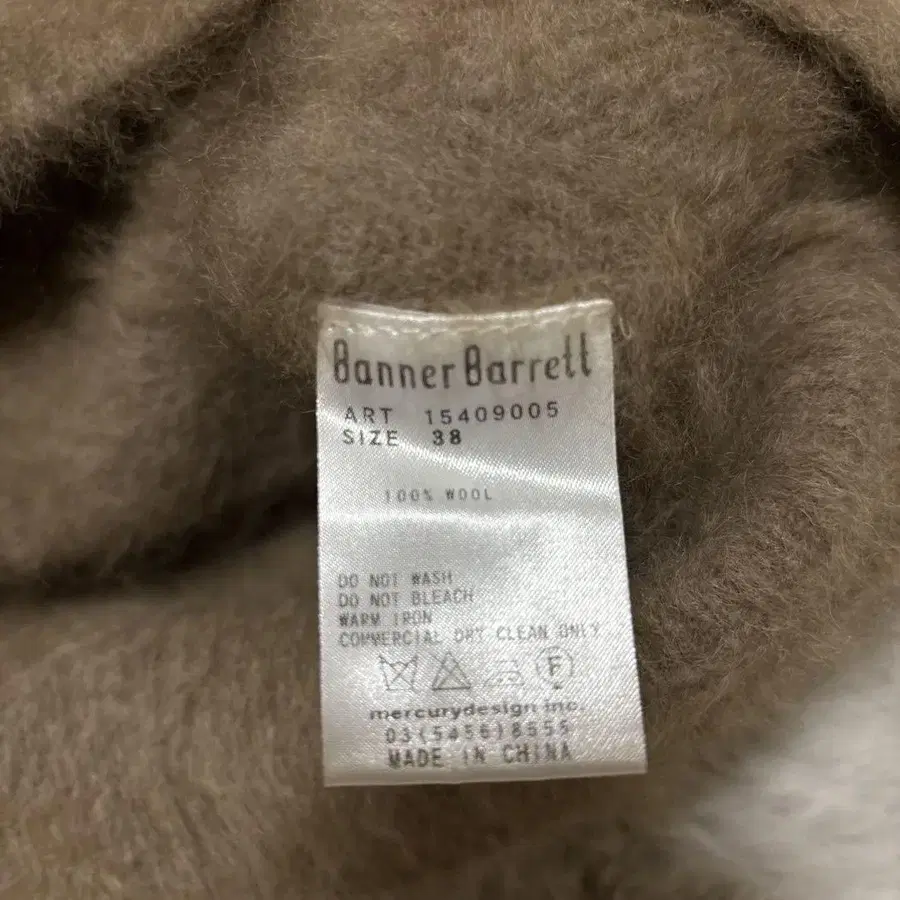 BannerBarrett
ART 15409005
SIZE 38
100% WOOL
DO NOT WASH
DO NOT BLEACH
WARM IRON
COMMERCIAL DRY CLEAN ONLY
F
mercurydesign inc.
03(5456)8555
MADE IN CHINA